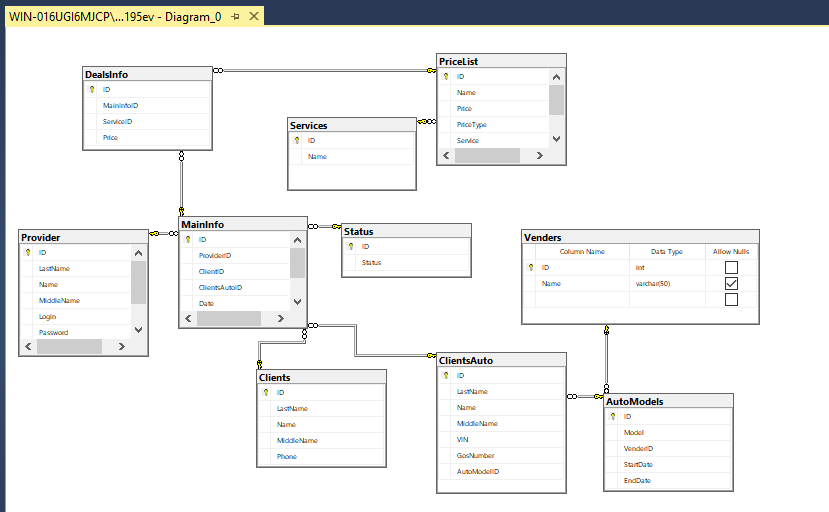 WIN-016UGI6MJCP\...195ev - Diagram_0
DealsInfo
ID
MainInfoID
ServiceID
Price
PriceList
ID
Name
Price
PriceType
Service
Services
ID
Name
Provider
ID
LastName
Name
MiddleName
Login
Password
MainInfo
ID
ProviderID
ClientID
ClientsAutoID
Date
Status
ID
Status
Venders
Column Name Data Type Allow Nulls
ID int
Name varchar(50)
Clients
ID
LastName
Name
MiddleName
Phone
ClientsAuto
ID
LastName
Name
MiddleName
VIN
GosNumber
AutoModelID
AutoModels
ID
Model
VenderID
StartDate
EndDate